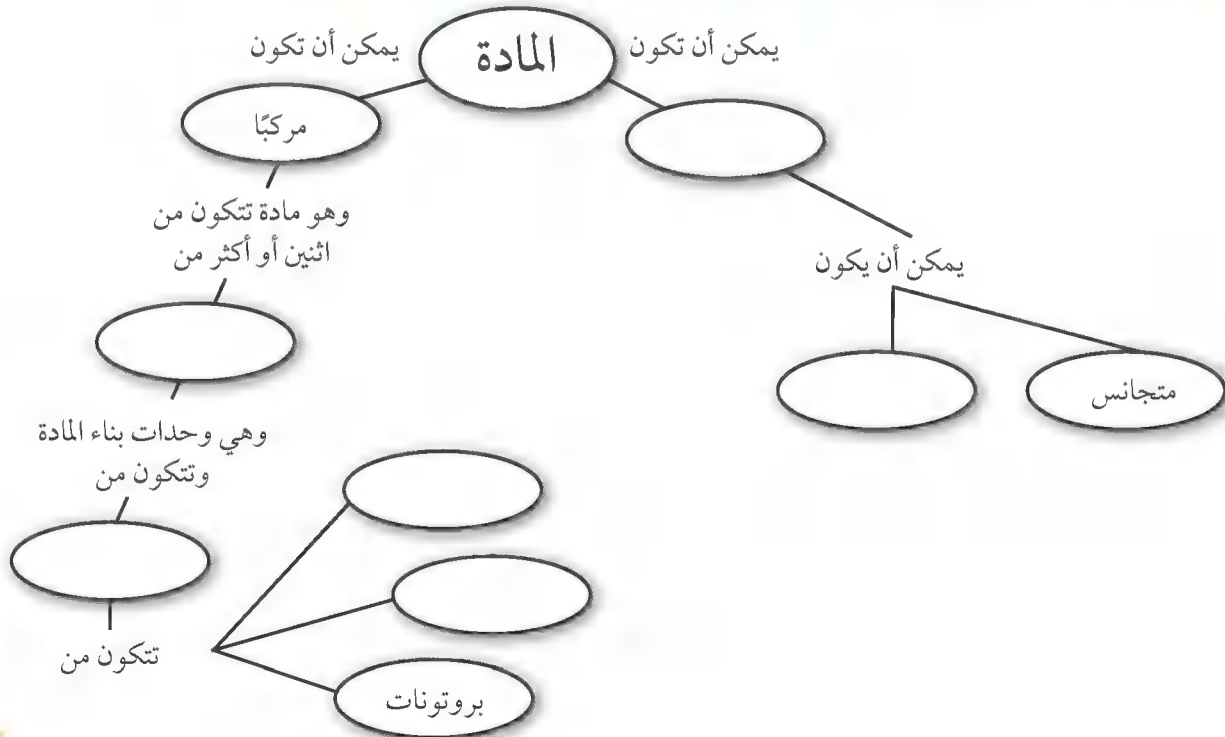 المادة
يمكن أن تكون
يمكن أن تكون
مركبًا
وهو مادة تتكون من
اثنين أو أكثر من
يمكن أن يكون
متجانس
وهي وحدات بناء المادة
وتتكون من
تتكون من
بروتونات